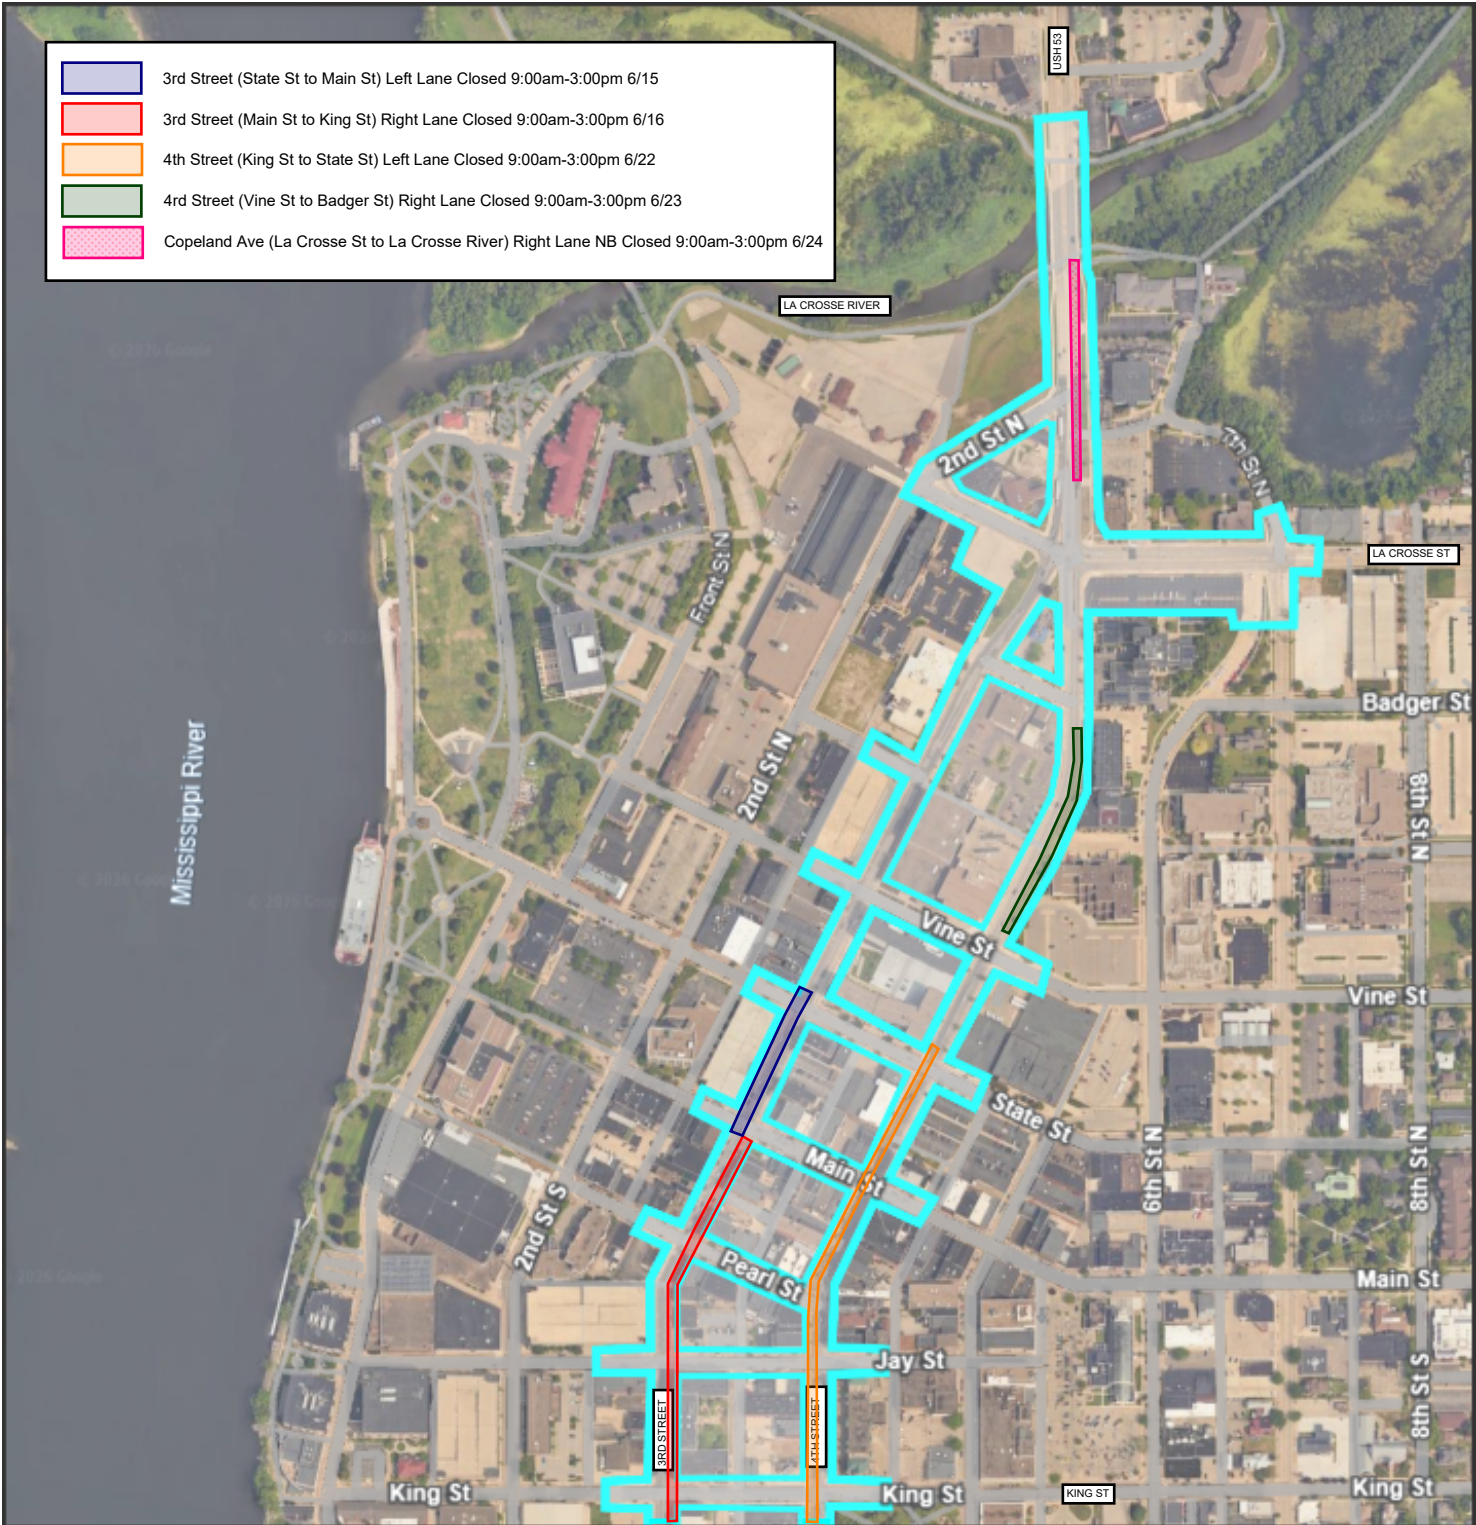 3rd Street (State St to Main St) Left Lane Closed 9:00am-3:00pm 6/15
3rd Street (Main St to King St) Right Lane Closed 9:00am-3:00pm 6/16
4th Street (King St to State St) Left Lane Closed 9:00am-3:00pm 6/22
4rd Street (Vine St to Badger St) Right Lane Closed 9:00am-3:00pm 6/23
Copeland Ave (La Crosse St to La Crosse River) Right Lane NB Closed 9:00am-3:00pm 6/24
USH 53
LA CROSSE RIVER
© 2026 Google
2nd St N
7th St N
LA CROSSE ST
Front St N
Badger St
2nd St N
8th St N
Mississippi River
Vine St
Vine St
State St
Main St
6th St N
8th St N
2nd St S
Pearl St
Main St
Jay St
8th St S
3RD STREET
4TH STREET
King St
King St
KING ST
King St